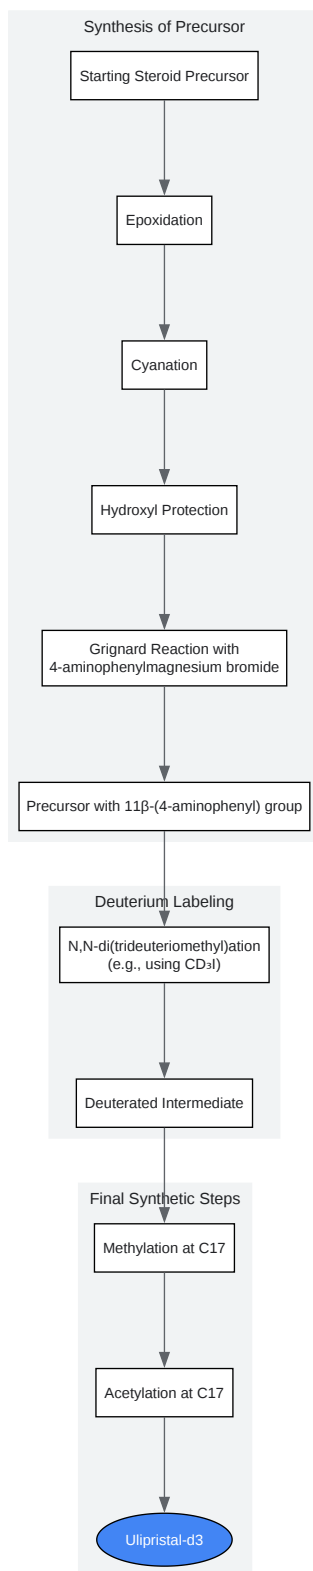 Synthesis of Precursor
Starting Steroid Precursor
Epoxidation
Cyanation
Hydroxyl Protection
Grignard Reaction with
4-aminophenylmagnesium bromide
Precursor with 11β-(4-aminophenyl) group
Deuterium Labeling
N,N-di(trideuteriomethyl)ation
(e.g., using CD₃I)
Deuterated Intermediate
Final Synthetic Steps
Methylation at C17
Acetylation at C17
Ulipristal-d3